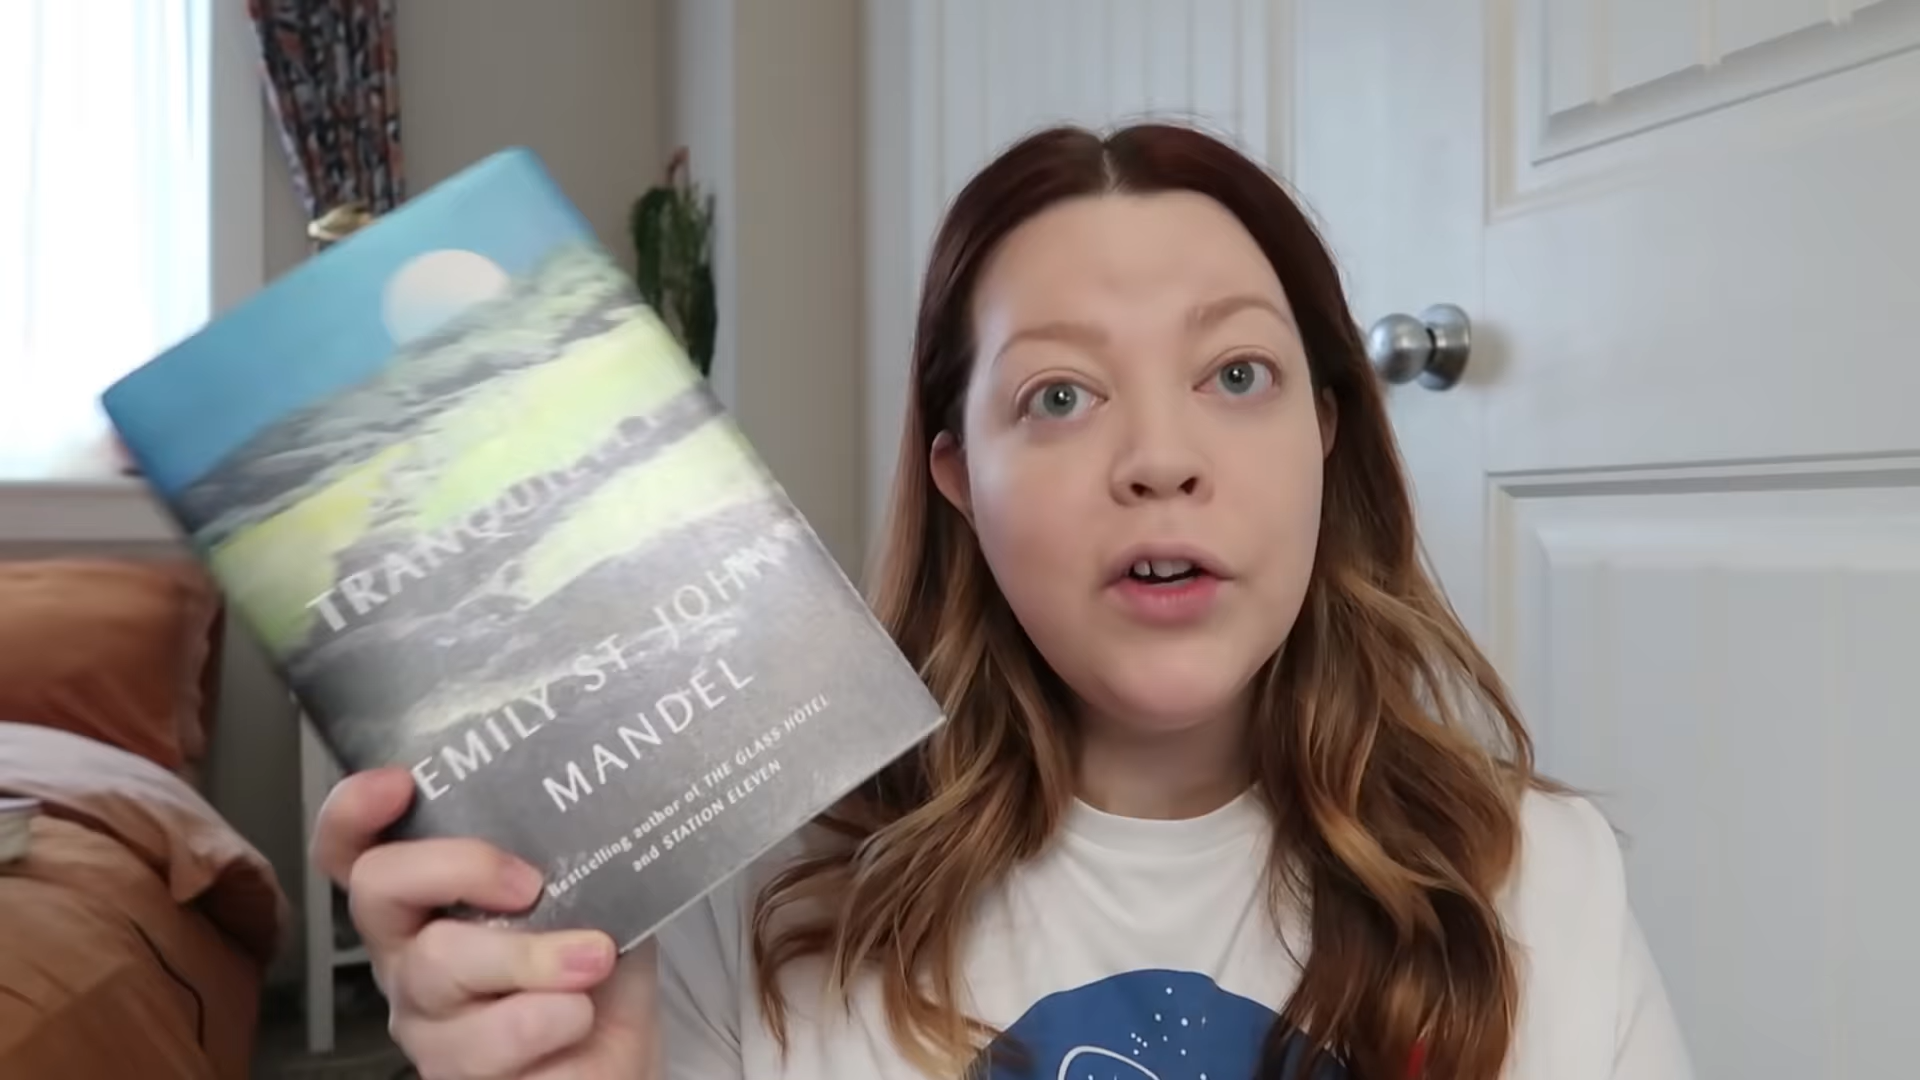 TRANQUILITY
EMILY ST. JOHN
MANDEL
Bestselling author of THE GLASS HOTEL
and STATION ELEVEN